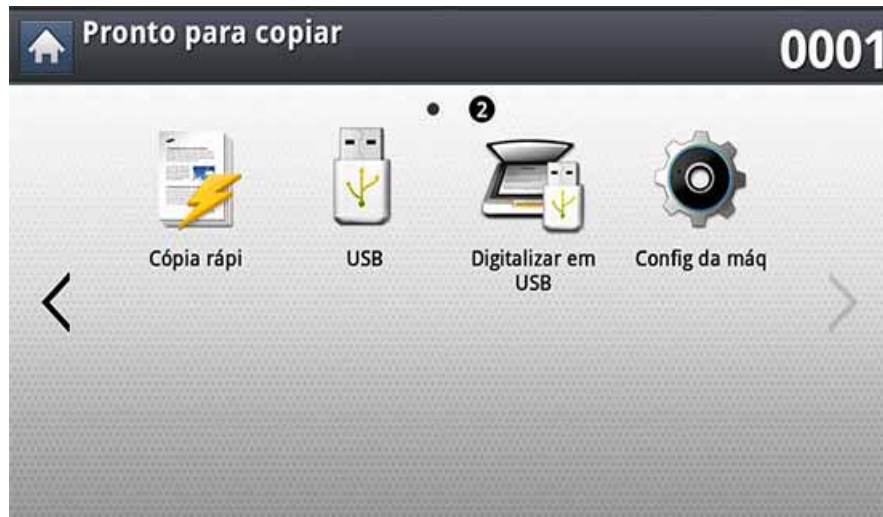 Pronto para copiar
0001
2
Cópia rápi
USB
Digitalizar em
USB
Config da máq